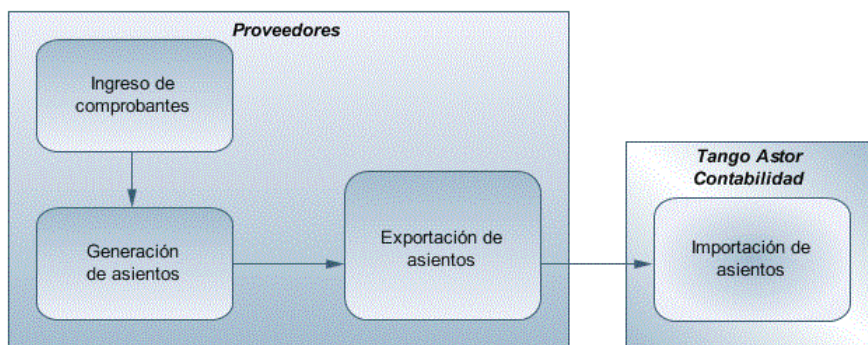 Proveedores
Ingreso de
comprobantes
Generación
de asientos
Exportación de
asientos
Tango Astor
Contabilidad
Importación de
asientos